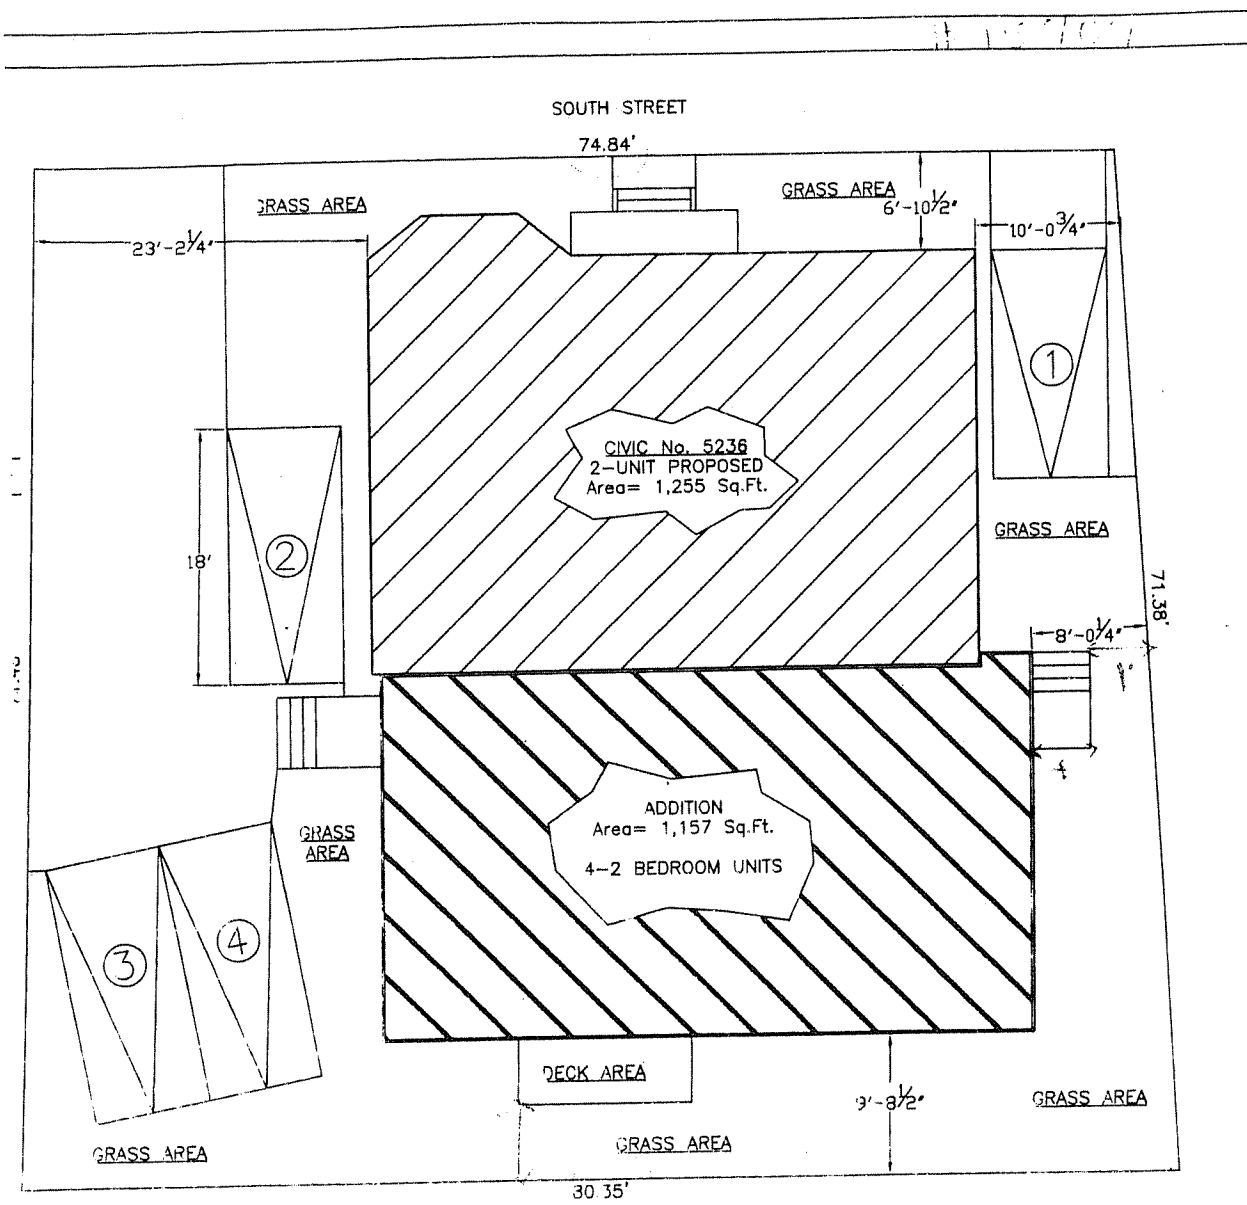 SOUTH STREET
74.84'
GRASS AREA
GRASS AREA
6'-10½"
10'-0¾"
23'-2¼"
1
CIVIC No. 5236
2-UNIT PROPOSED
Area= 1,255 Sq.Ft.
GRASS AREA
2
18'
71.38'
8'-0¼"
ADDITION
Area= 1,157 Sq.Ft.
4-2 BEDROOM UNITS
GRASS
AREA
3
4
DECK AREA
9'-8½"
GRASS AREA
GRASS AREA
GRASS AREA
30.35'